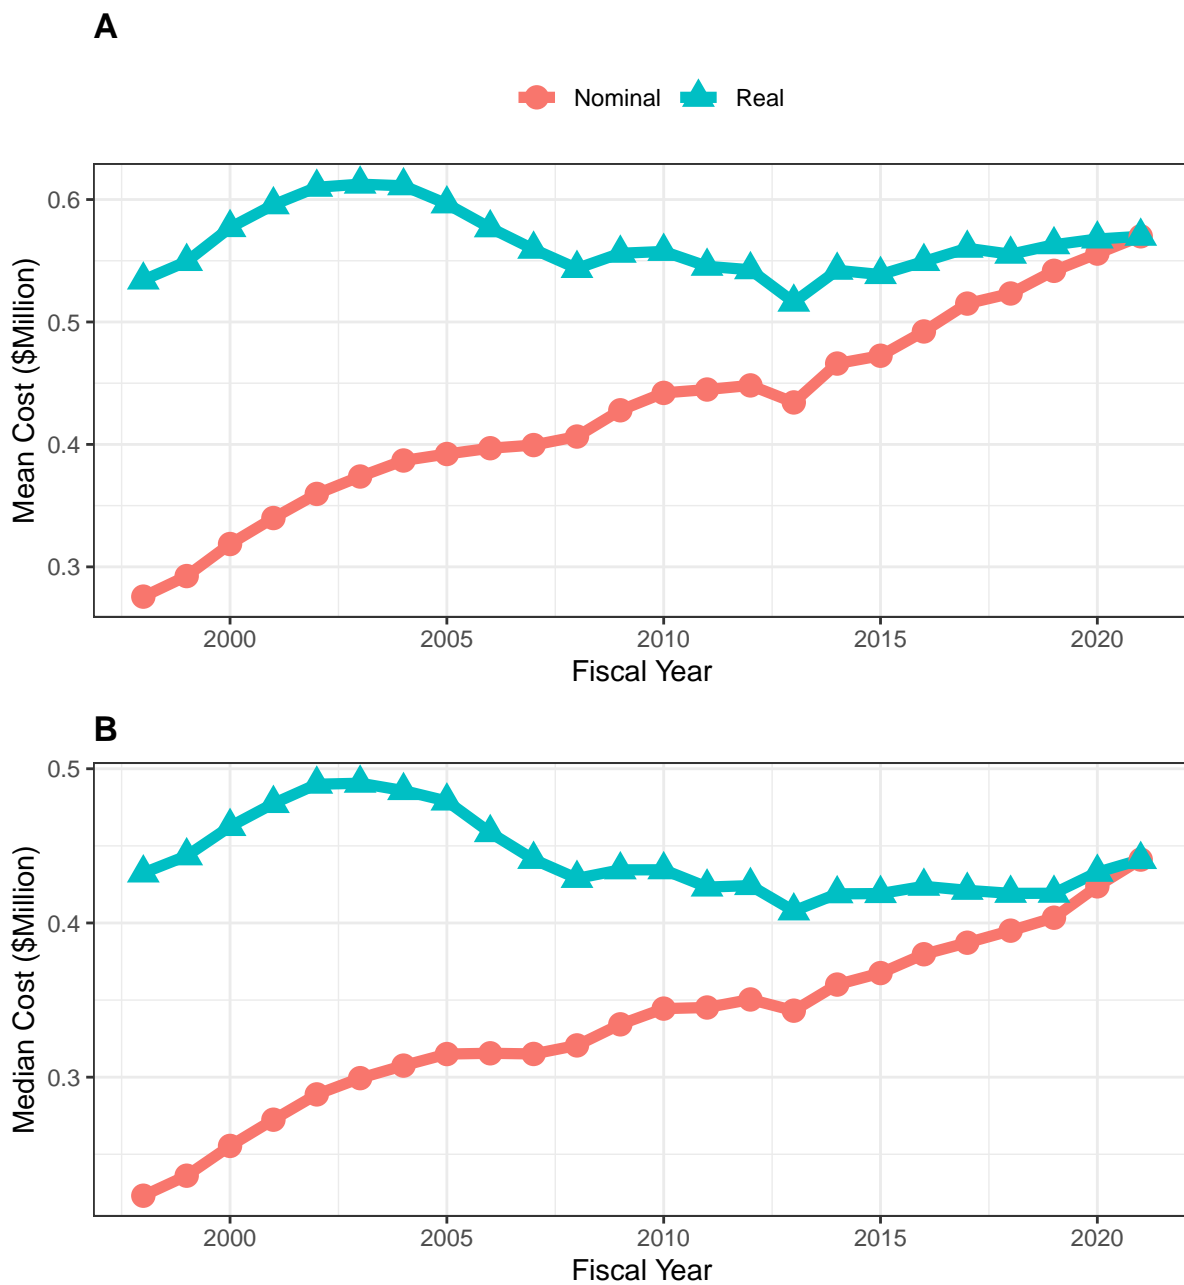 A
Nominal Real
Mean Cost ($Million)
0.6
0.5
0.4
0.3
2000 2005 2010 2015 2020
Fiscal Year
B
Median Cost ($Million)
0.5
0.4
0.3
2000 2005 2010 2015 2020
Fiscal Year